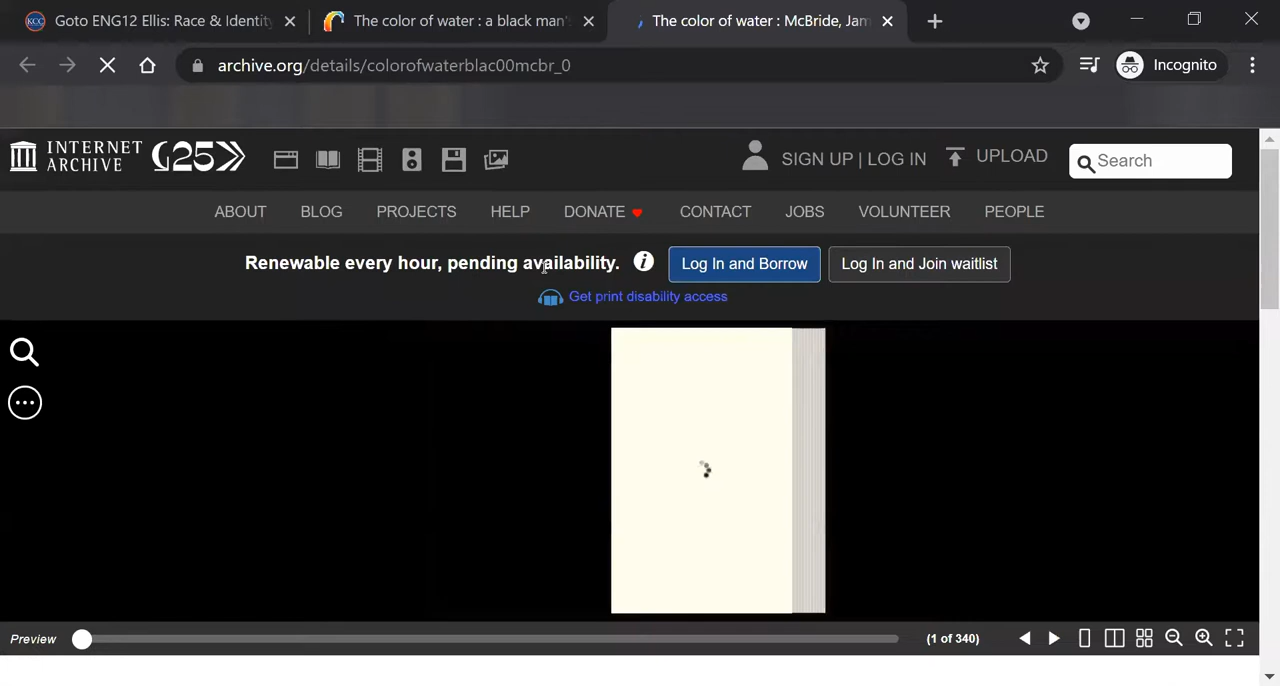 KCC Goto ENG12 Ellis: Race & Identity
The color of water : a black man's
The color of water : McBride, Jam
archive.org/details/colorofwaterblac00mcbr_0
Incognito
INTERNET ARCHIVE 25
SIGN UP | LOG IN
UPLOAD
Search
ABOUT BLOG PROJECTS HELP DONATE CONTACT JOBS VOLUNTEER PEOPLE
Renewable every hour, pending availability. i Log In and Borrow Log In and Join waitlist
Get print disability access
Preview (1 of 340)